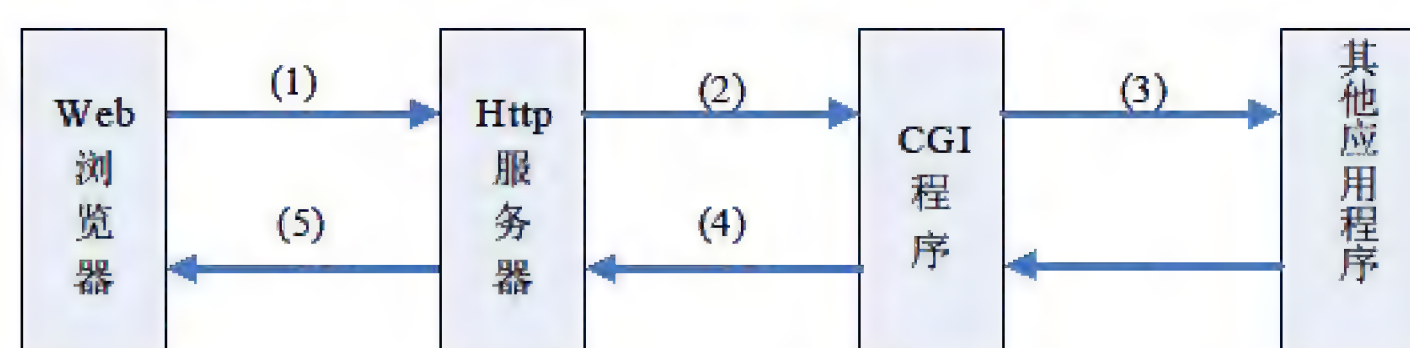 Web
浏
览
器
(1)
(5)
Http
服
务
器
(2)
(4)
CGI
程
序
(3)
其
他
应
用
程
序